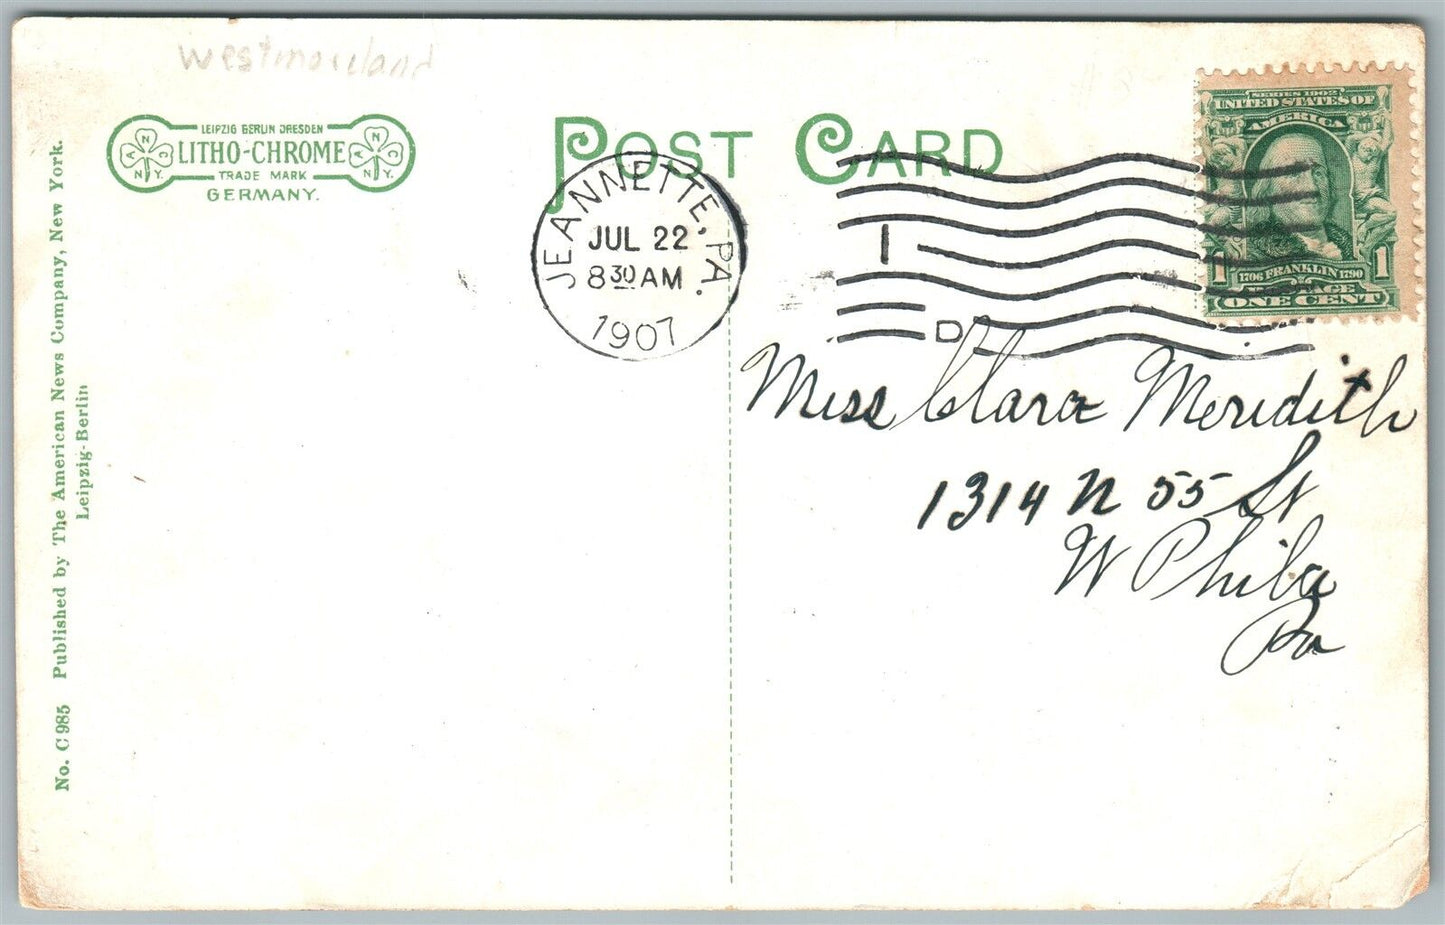 Westmoreland
POST CARD
LEIPZIG BERLIN DRESDEN
LITHO-CHROME
TRADE MARK
GERMANY.
A N C N.Y.
A N C N.Y.
No. C 985 Published by The American News Company, New York.
Leipzig-Berlin
JEANNETTE, PA.
JUL 22
8 30 AM
1907
1
D
SERIES 1902
UNITED STATES OF
AMERICA
1 1706 FRANKLIN 1790 1
POSTAGE
ONE CENT
Miss Clara Meredith
1314 N 55 St
W Phila
Pa